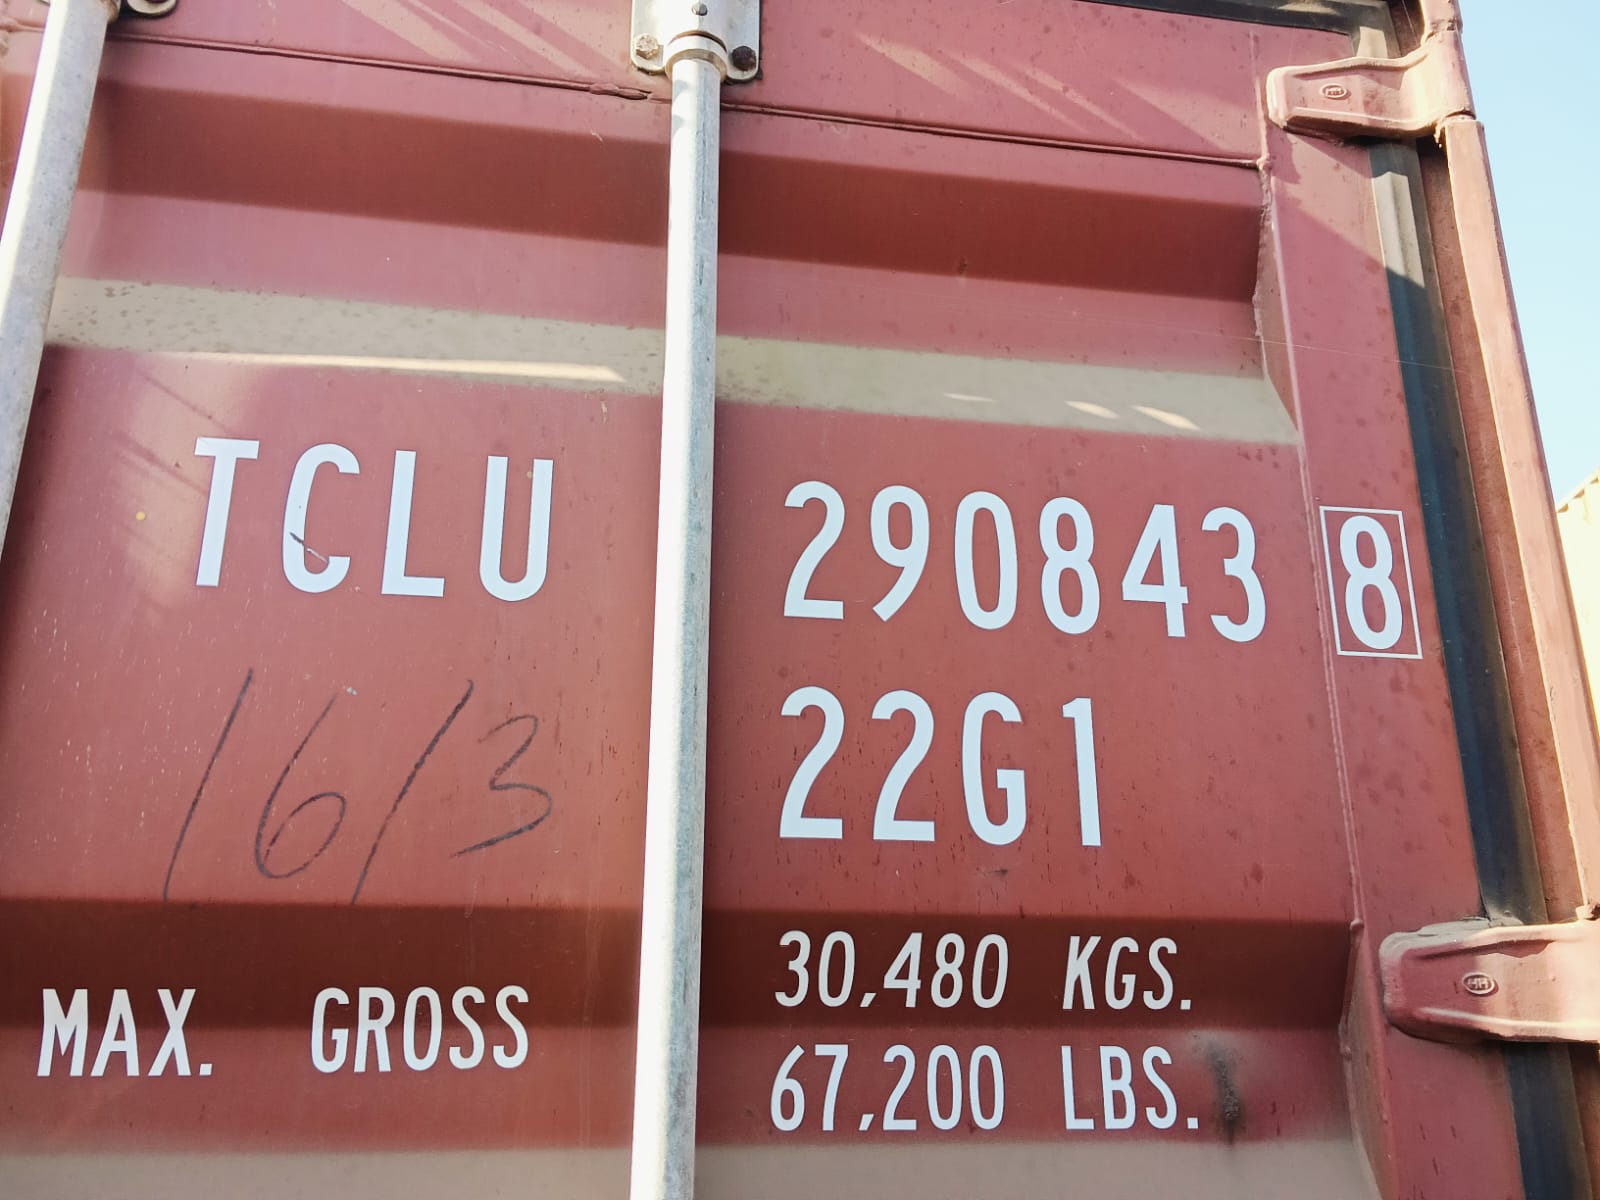 TCLU 290843 8
22G1
16/3
MAX. GROSS 30,480 KGS.
67,200 LBS.